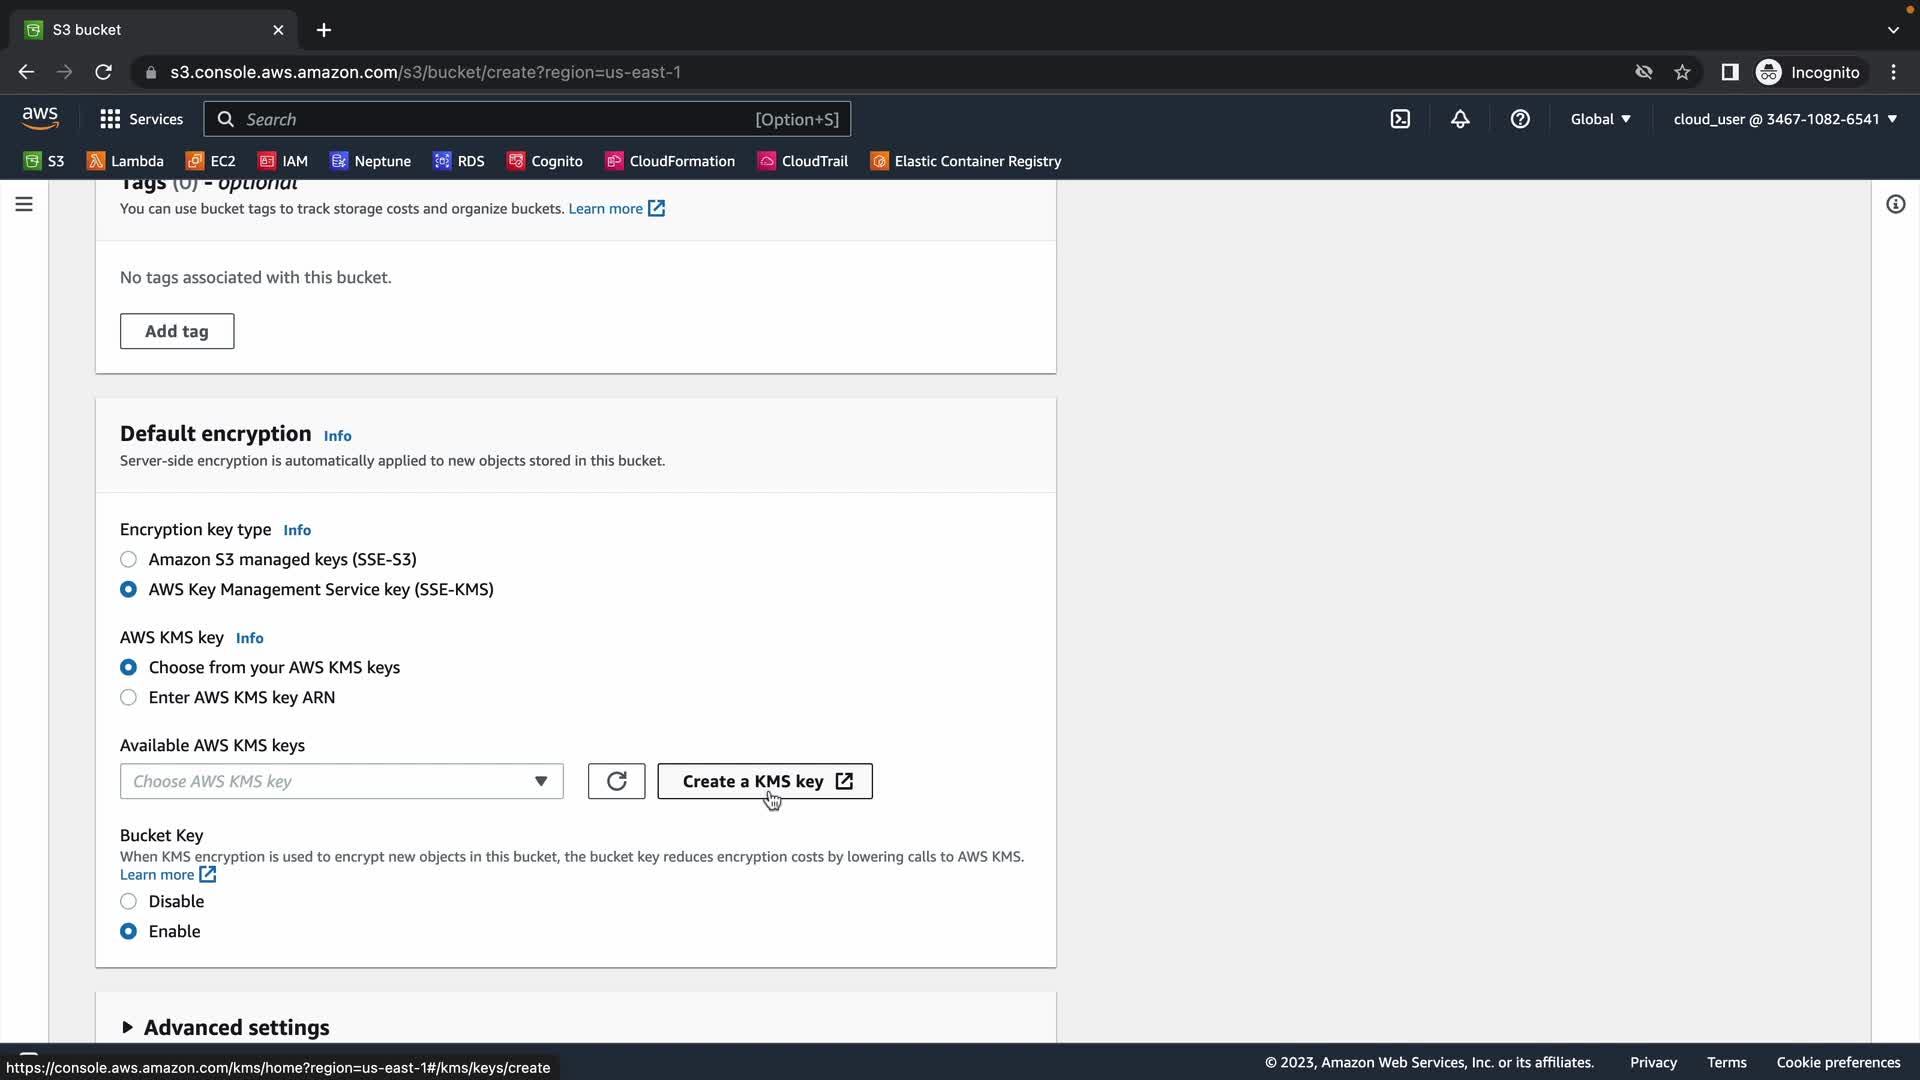 S3 bucket
s3.console.aws.amazon.com/s3/bucket/create?region=us-east-1
Incognito
aws
Services
Search
[Option+S]
Global
cloud_user @ 3467-1082-6541
S3
Lambda
EC2
IAM
Neptune
RDS
Cognito
CloudFormation
CloudTrail
Elastic Container Registry
Tags (0) - optional
You can use bucket tags to track storage costs and organize buckets. Learn more
No tags associated with this bucket.
Add tag
Default encryption Info
Server-side encryption is automatically applied to new objects stored in this bucket.
Encryption key type Info
Amazon S3 managed keys (SSE-S3)
AWS Key Management Service key (SSE-KMS)
AWS KMS key Info
Choose from your AWS KMS keys
Enter AWS KMS key ARN
Available AWS KMS keys
Choose AWS KMS key
Create a KMS key
Bucket Key
When KMS encryption is used to encrypt new objects in this bucket, the bucket key reduces encryption costs by lowering calls to AWS KMS.
Learn more
Disable
Enable
Advanced settings
https://console.aws.amazon.com/kms/home?region=us-east-1#/kms/keys/create
© 2023, Amazon Web Services, Inc. or its affiliates.
Privacy
Terms
Cookie preferences